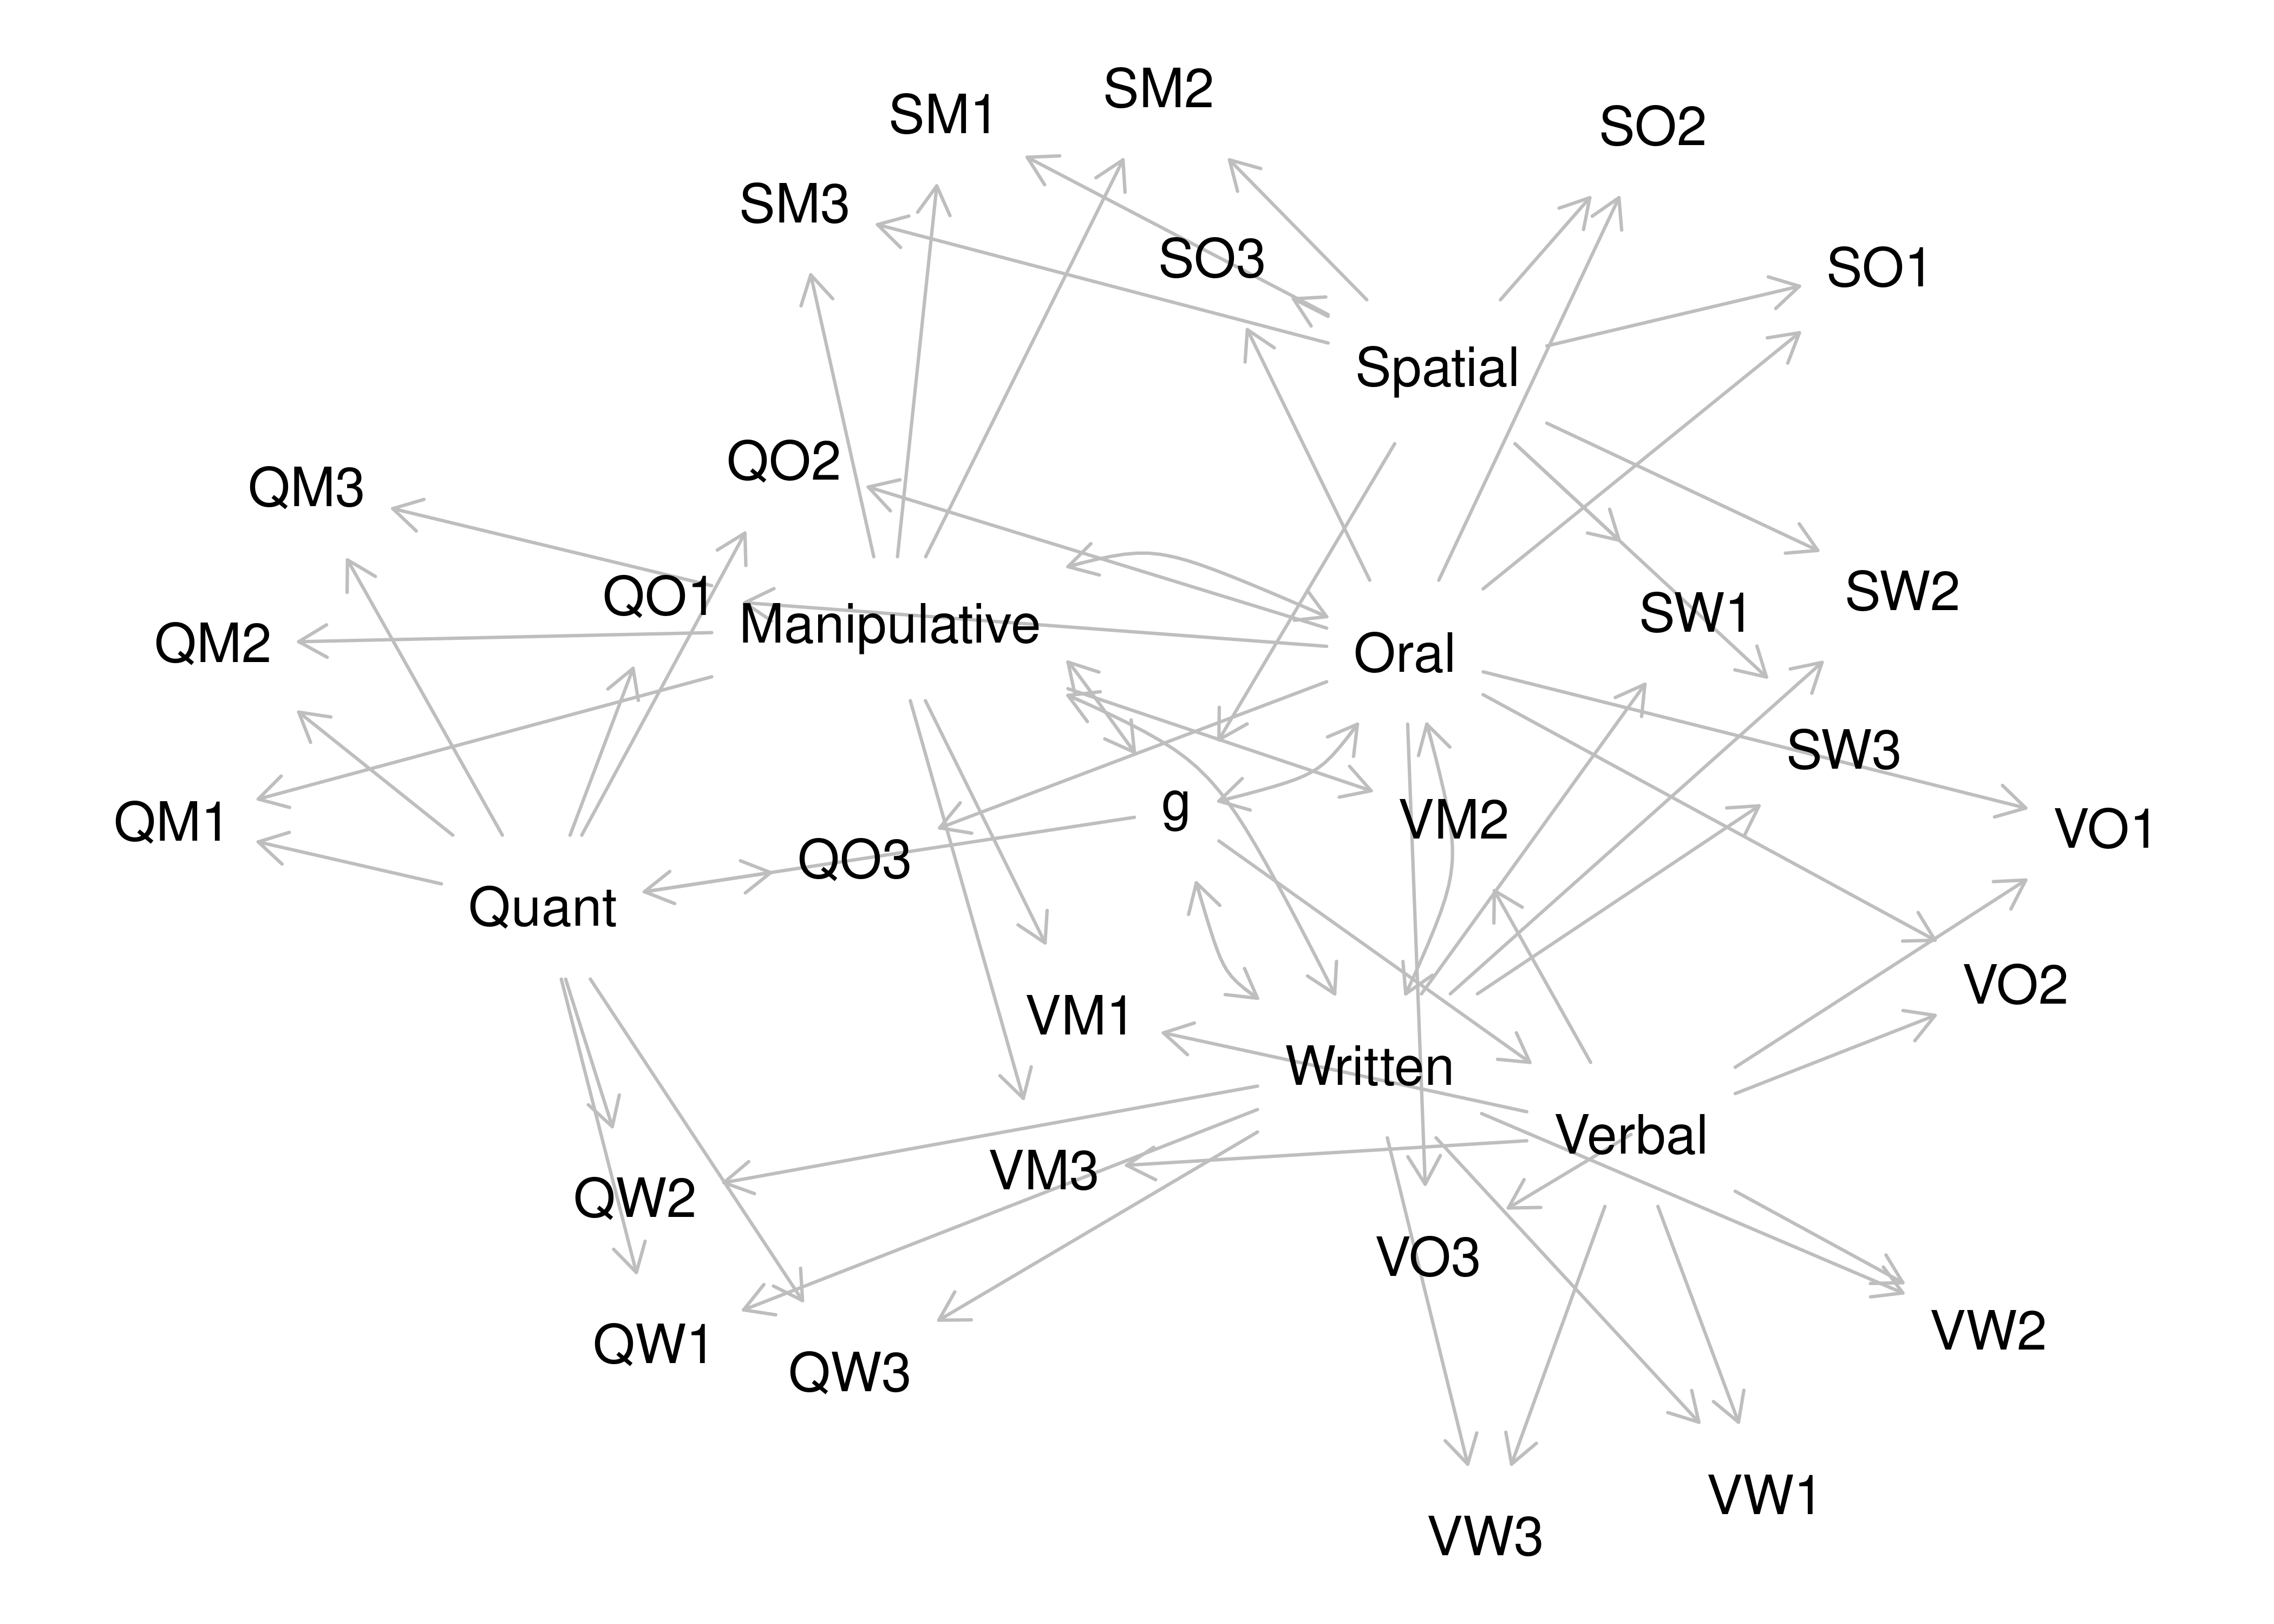 SM2
SM1
SO2
SM3
SO3
SO1
Spatial
QO2
QM3
QO1
SW2
SW1
Manipulative
QM2
Oral
SW3
g
VM2
QM1
VO1
QO3
Quant
VO2
VM1
Written
Verbal
VM3
QW2
VO3
VW2
QW1
QW3
VW1
VW3